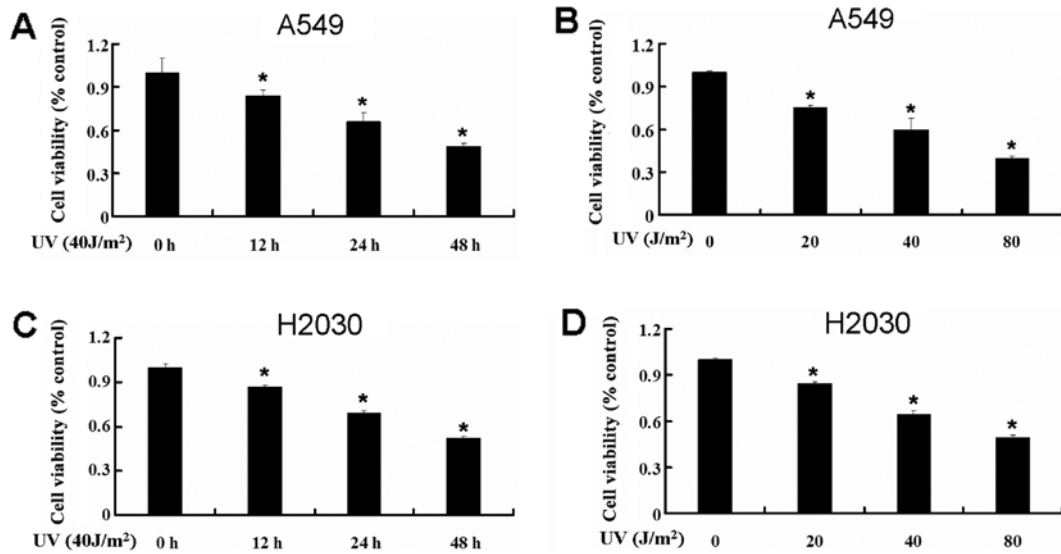 A
A549
Cell viability (% control)
1.2
0.9
0.6
0.3
0
*
*
*
UV (40J/m²)
0 h
12 h
24 h
48 h
B
A549
Cell viability (% control)
1.2
0.9
0.6
0.3
0
*
*
*
UV (J/m²)
0
20
40
80
C
H2030
Cell viability (% control)
1.2
0.9
0.6
0.3
0
*
*
*
UV (40J/m²)
0 h
12 h
24 h
48 h
D
H2030
Cell viability (% control)
1.2
0.9
0.6
0.3
0
*
*
*
UV (J/m²)
0
20
40
80